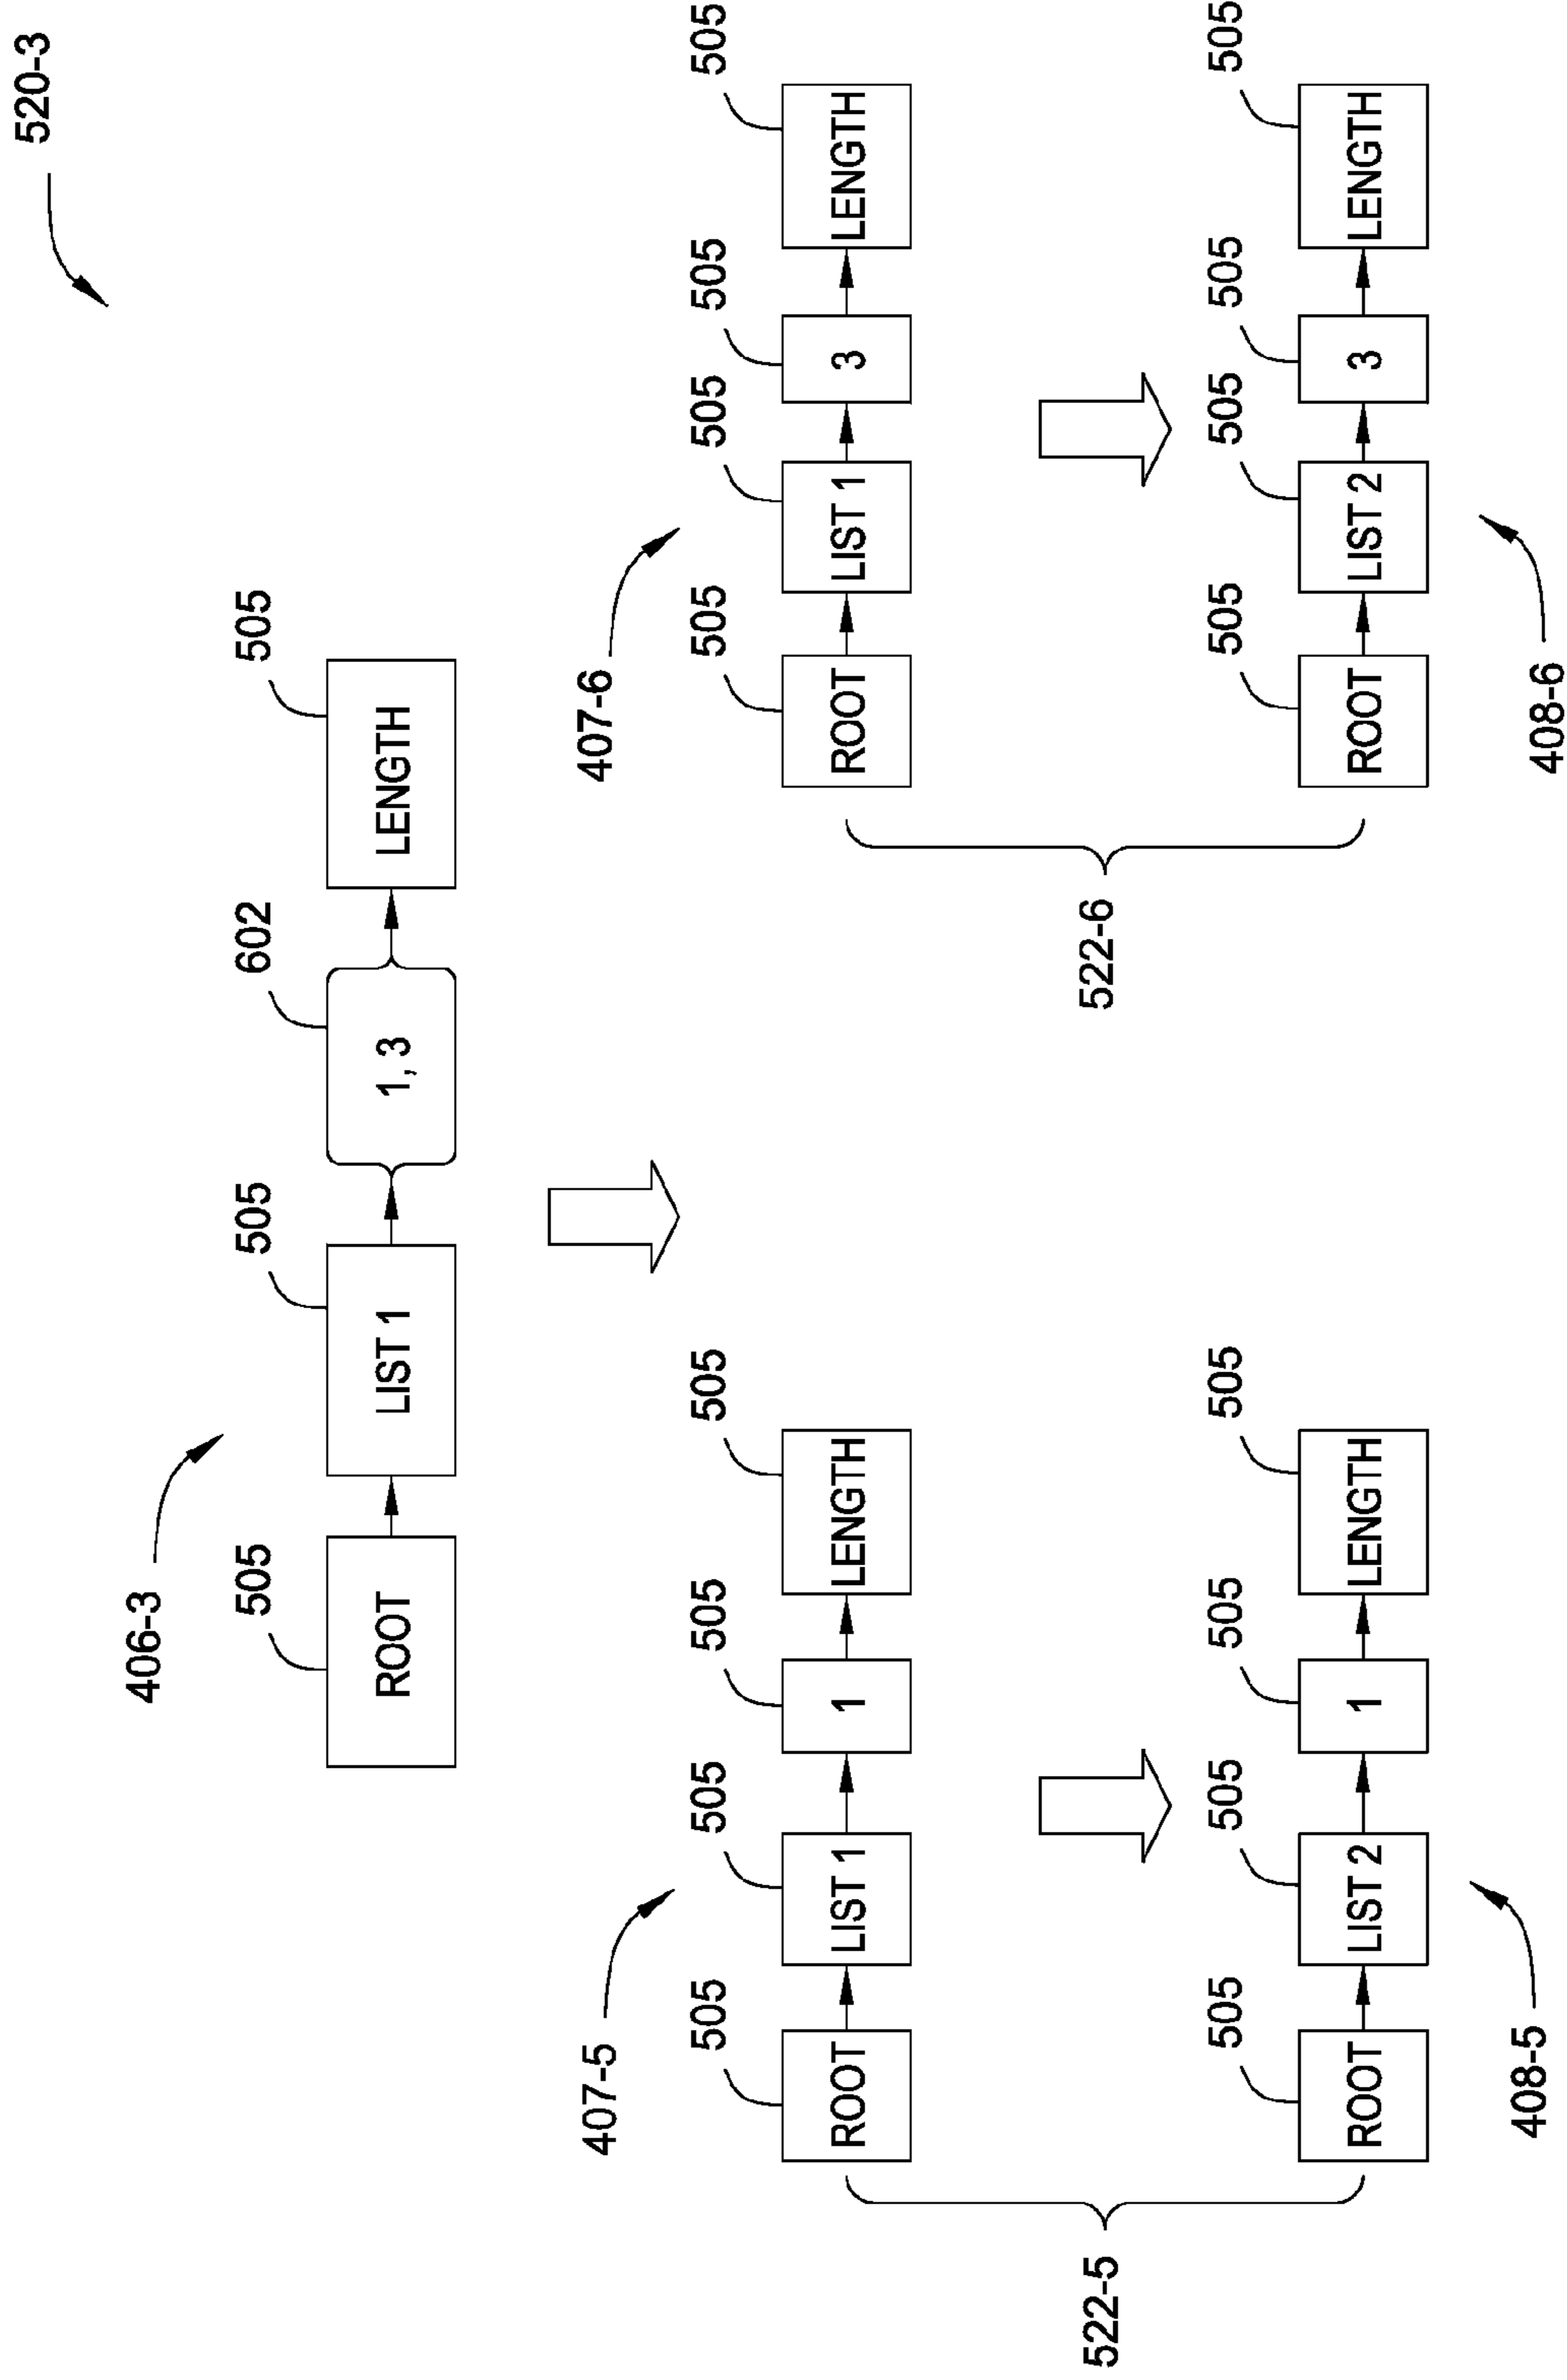 520-3
406-3
505 505 602 505
ROOT LIST 1 1, 3 LENGTH
407-5 407-6
505 505 505 505 505 505 505 505
ROOT LIST 1 1 LENGTH ROOT LIST 1 3 LENGTH
522-5 522-6
505 505 505 505 505 505 505 505
ROOT LIST 2 1 LENGTH ROOT LIST 2 3 LENGTH
408-5 408-6